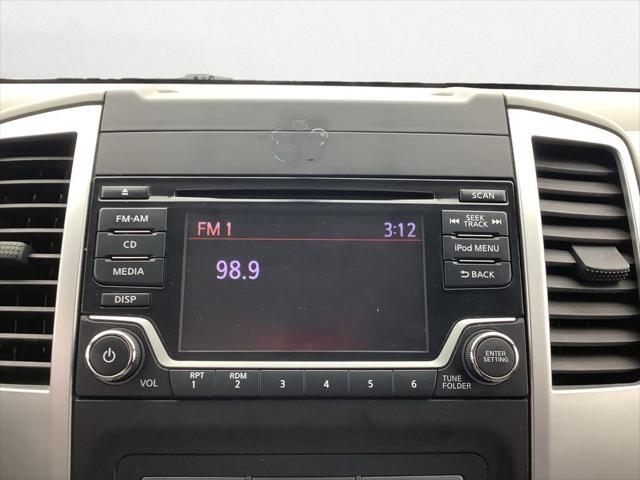 SCAN
FM·AM
FM 1 3:12
SEEK
TRACK
CD
98.9
iPod MENU
MEDIA
BACK
DISP
ENTER
SETTING
VOL
RPT
1
RDM
2
3
4
5
6
TUNE
FOLDER